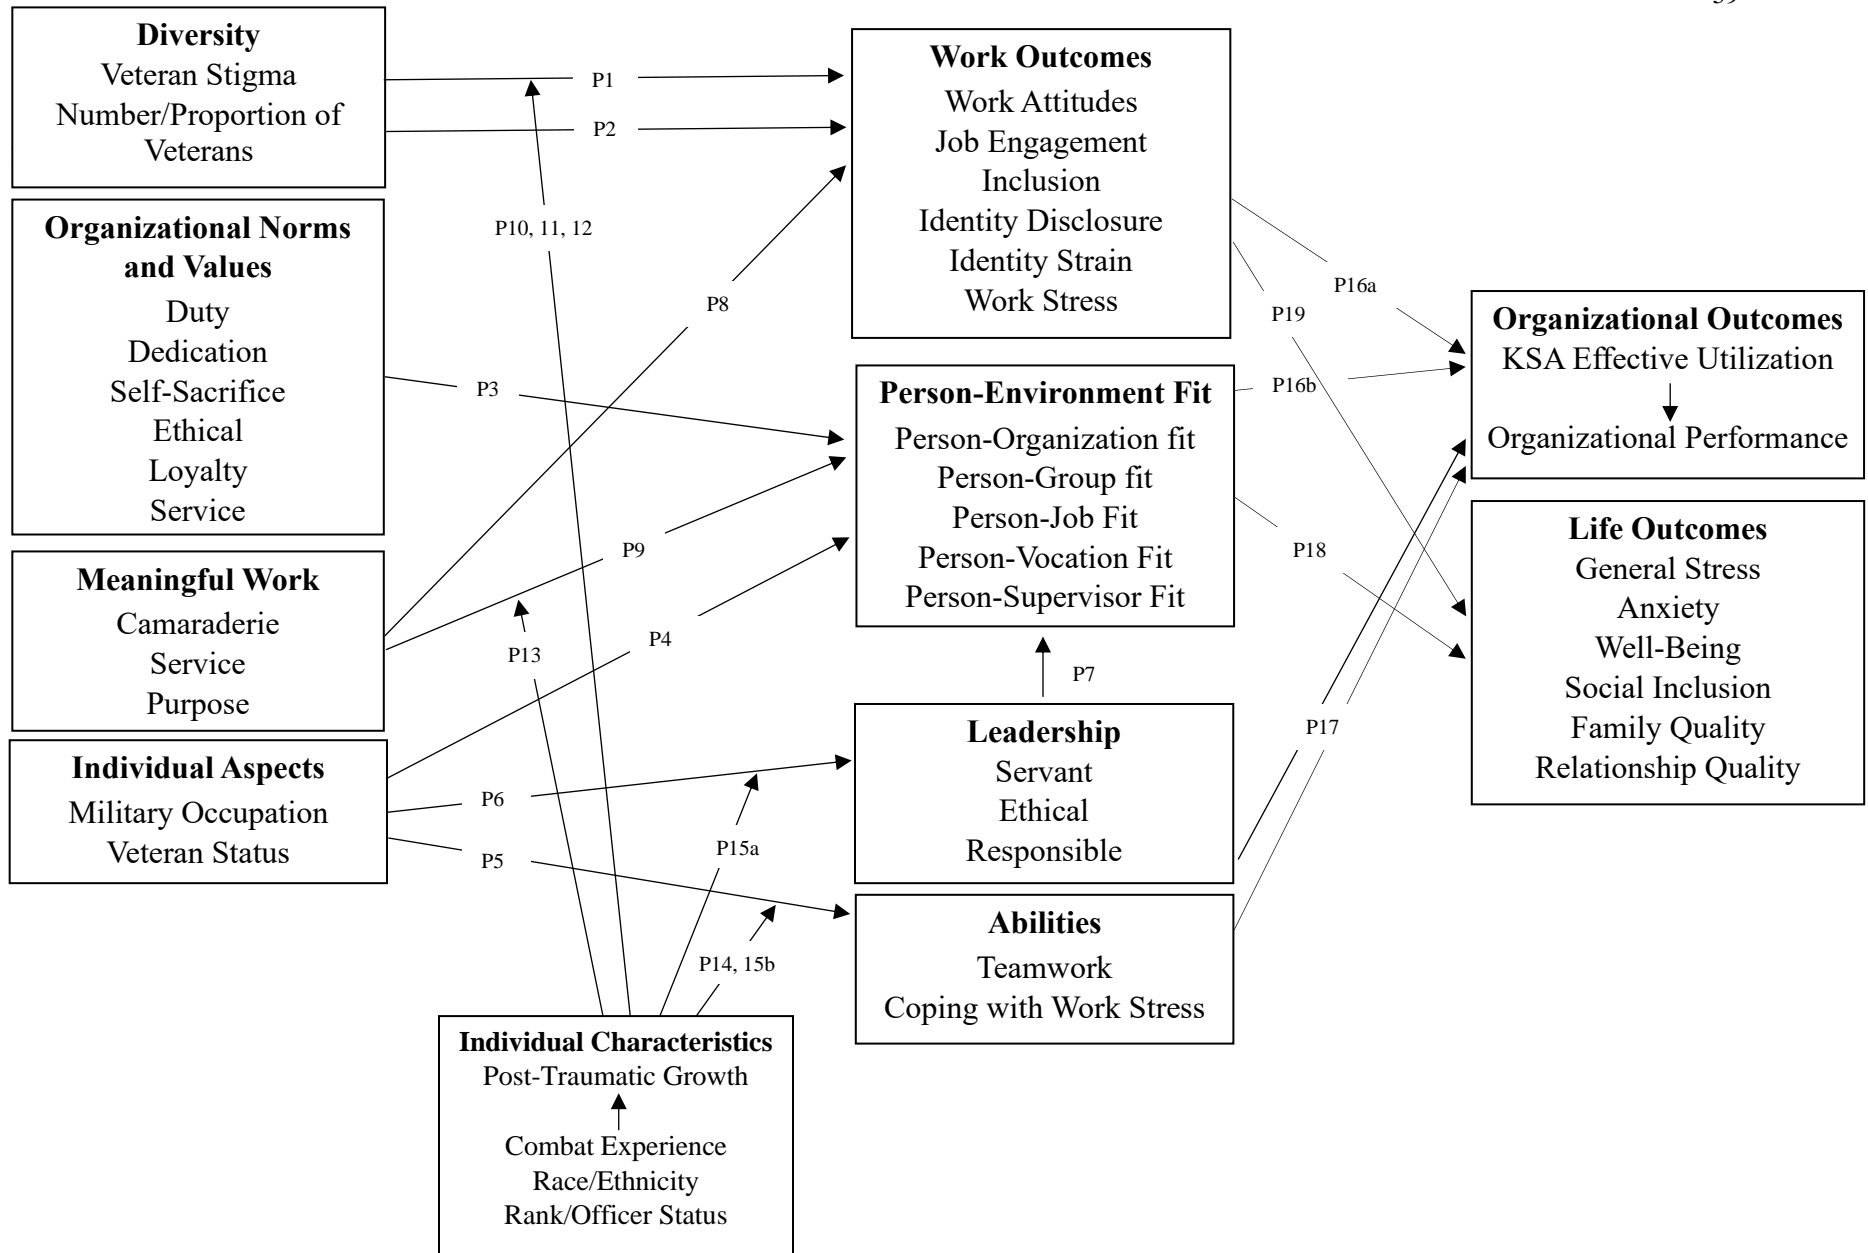 Diversity
Veteran Stigma
Number/Proportion of
Veterans
Organizational Norms
and Values
Duty
Dedication
Self-Sacrifice
Ethical
Loyalty
Service
Meaningful Work
Camaraderie
Service
Purpose
Individual Aspects
Military Occupation
Veteran Status
P1
P2
P10, 11, 12
P8
P3
P9
P13
P4
P6
P5
P15a
P14, 15b
Individual Characteristics
Post-Traumatic Growth
Combat Experience
Race/Ethnicity
Rank/Officer Status
Work Outcomes
Work Attitudes
Job Engagement
Inclusion
Identity Disclosure
Identity Strain
Work Stress
Person-Environment Fit
Person-Organization fit
Person-Group fit
Person-Job Fit
Person-Vocation Fit
Person-Supervisor Fit
P7
Leadership
Servant
Ethical
Responsible
Abilities
Teamwork
Coping with Work Stress
P16a
P19
P16b
P18
P17
Organizational Outcomes
KSA Effective Utilization
Organizational Performance
Life Outcomes
General Stress
Anxiety
Well-Being
Social Inclusion
Family Quality
Relationship Quality